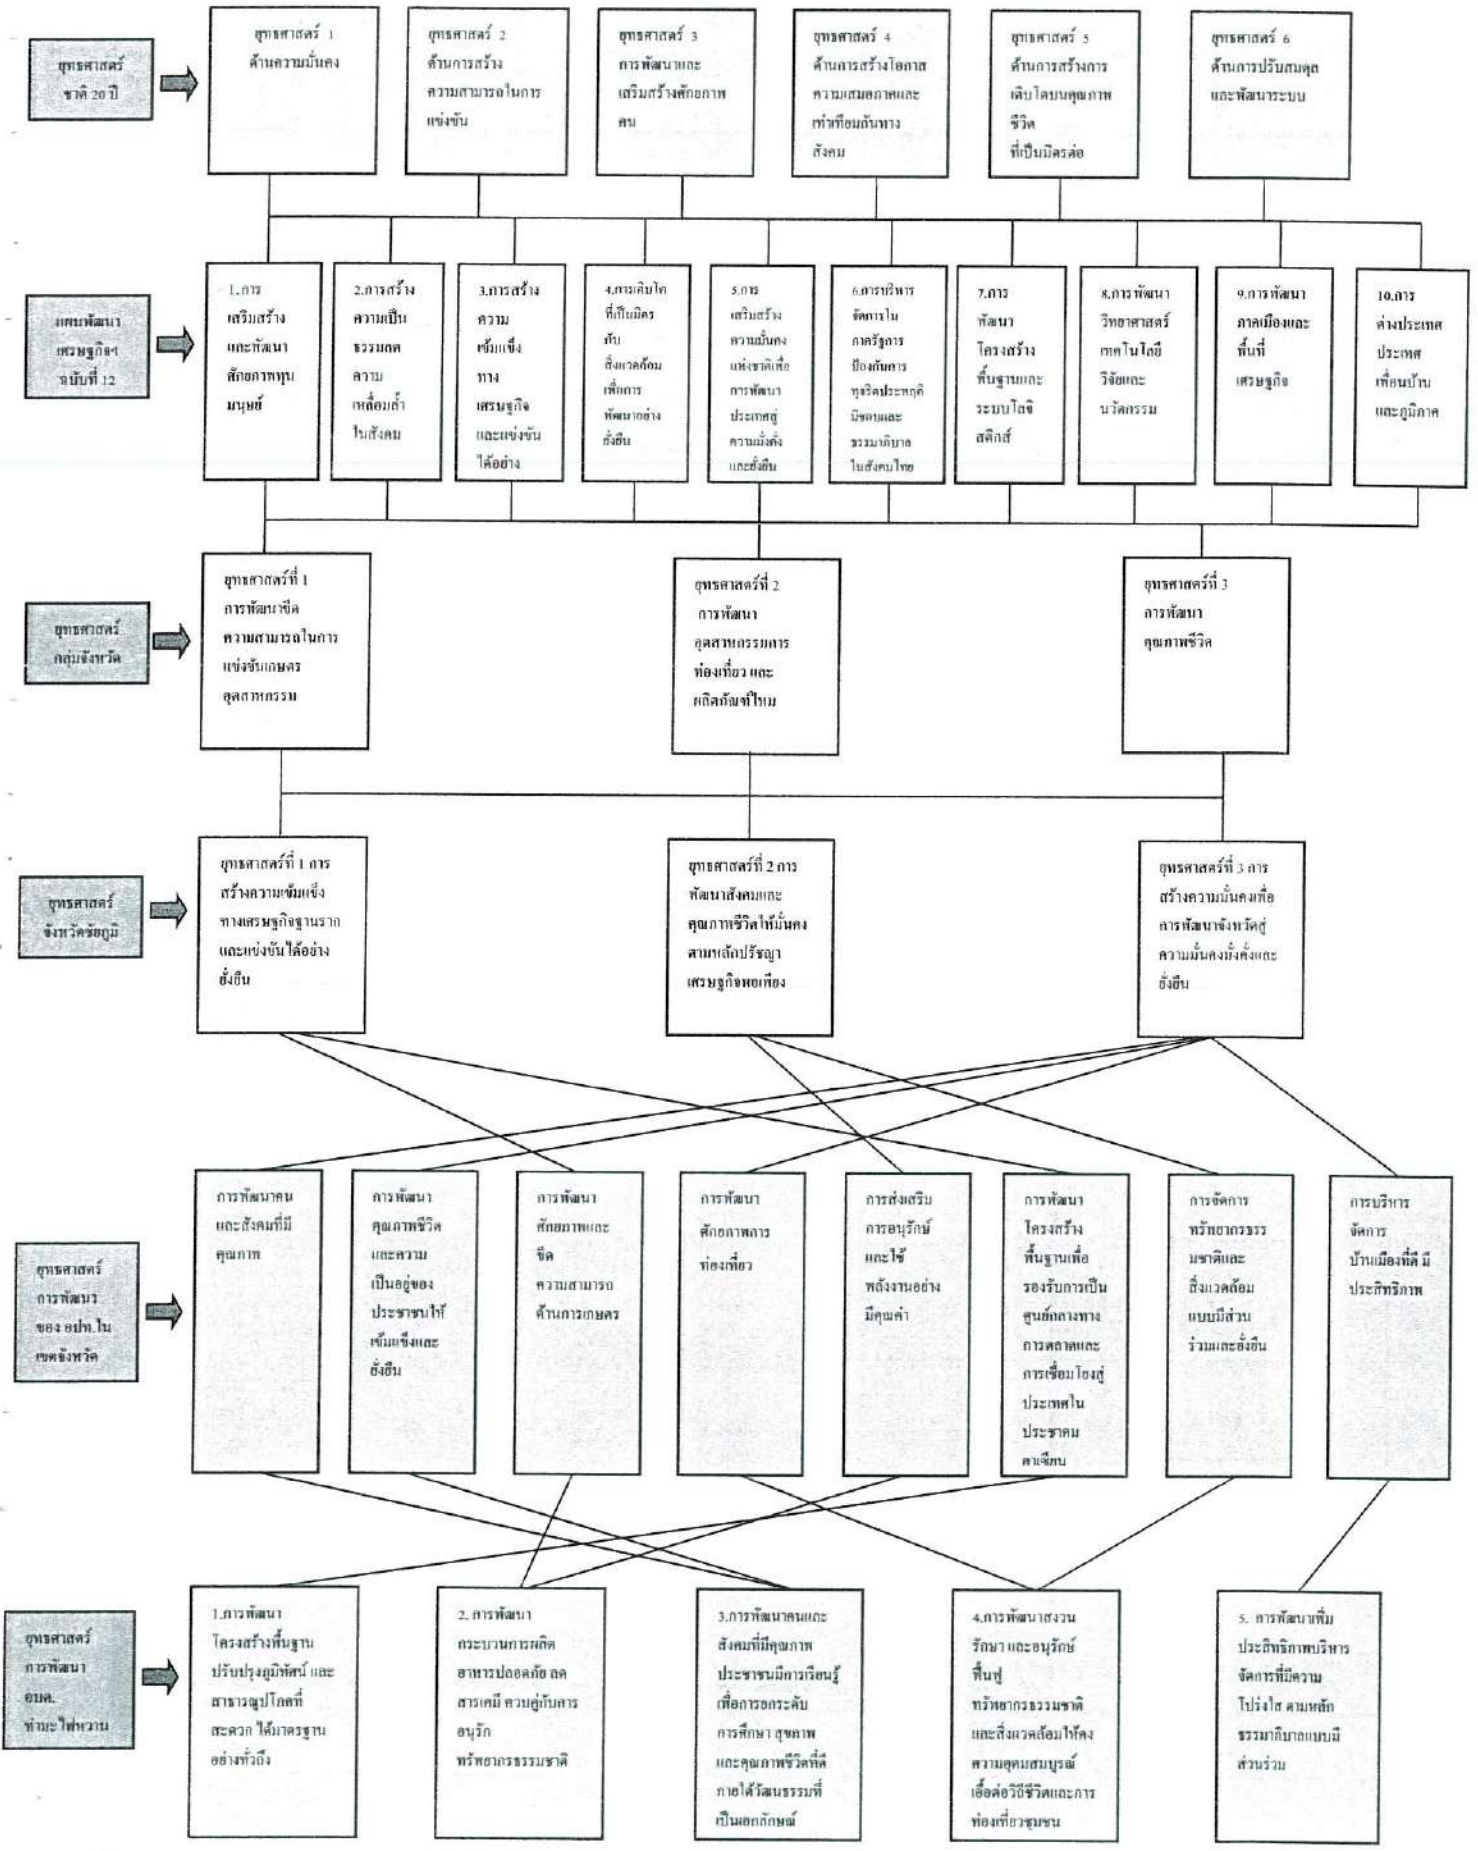 ยุทธศาสตร์
ชาติ 20 ปี
ยุทธศาสตร์ 1
ด้านความมั่นคง
ยุทธศาสตร์ 2
ด้านการสร้าง
ความสามารถในการ
แข่งขัน
ยุทธศาสตร์ 3
การพัฒนาและ
เสริมสร้างศักยภาพ
คน
ยุทธศาสตร์ 4
ด้านการสร้างโอกาส
ความเสมอภาคและ
เท่าเทียมกันทาง
สังคม
ยุทธศาสตร์ 5
ด้านการสร้างการ
เติบโตบนคุณภาพ
ชีวิต
ที่เป็นมิตรต่อ
ยุทธศาสตร์ 6
ด้านการปรับสมดุล
และพัฒนาระบบ
แผนพัฒนา
เศรษฐกิจฯ
ฉบับที่ 12
1.การ
เสริมสร้าง
และพัฒนา
ศักยภาพทุน
มนุษย์
2.การสร้าง
ความเป็น
ธรรมลด
ความ
เหลื่อมล้ำ
ในสังคม
3.การสร้าง
ความ
เข้มแข็ง
ทาง
เศรษฐกิจ
และแข่งขัน
ได้อย่าง
4.การเติบโต
ที่เป็นมิตร
กับ
สิ่งแวดล้อม
เพื่อการ
พัฒนาอย่าง
ยั่งยืน
5.การ
เสริมสร้าง
ความมั่นคง
แห่งชาติเพื่อ
การพัฒนา
ประเทศสู่
ความมั่งคั่ง
และยั่งยืน
6.การบริหาร
จัดการใน
ภาครัฐการ
ป้องกันการ
ทุจริตประพฤติ
มิชอบและ
ธรรมาภิบาล
ในสังคมไทย
7.การ
พัฒนา
โครงสร้าง
พื้นฐานและ
ระบบโลจิ
สติกส์
8.การพัฒนา
วิทยาศาสตร์
เทคโนโลยี
วิจัยและ
นวัตกรรม
9.การพัฒนา
ภาคเมืองและ
พื้นที่
เศรษฐกิจ
10.การ
ต่างประเทศ
ประเทศ
เพื่อนบ้าน
และภูมิภาค
ยุทธศาสตร์
กลุ่มจังหวัด
ยุทธศาสตร์ที่ 1
การพัฒนาขีด
ความสามารถในการ
แข่งขันเกษตร
อุตสาหกรรม
ยุทธศาสตร์ที่ 2
การพัฒนา
อุตสาหกรรมการ
ท่องเที่ยว และ
ผลิตภัณฑ์ไหม
ยุทธศาสตร์ที่ 3
การพัฒนา
คุณภาพชีวิต
ยุทธศาสตร์
จังหวัดชัยภูมิ
ยุทธศาสตร์ที่ 1 การ
สร้างความเข้มแข็ง
ทางเศรษฐกิจฐานราก
และแข่งขันได้อย่าง
ยั่งยืน
ยุทธศาสตร์ที่ 2 การ
พัฒนาสังคมและ
คุณภาพชีวิตให้มั่นคง
ตามหลักปรัชญา
เศรษฐกิจพอเพียง
ยุทธศาสตร์ที่ 3 การ
สร้างความมั่นคงเพื่อ
การพัฒนาจังหวัดสู่
ความมั่นคงมั่งคั่งและ
ยั่งยืน
ยุทธศาสตร์
การพัฒนา
ของ อปท.ใน
เขตจังหวัด
การพัฒนาคน
และสังคมที่มี
คุณภาพ
การพัฒนา
คุณภาพชีวิต
และความ
เป็นอยู่ของ
ประชาชนให้
เข้มแข็งและ
ยั่งยืน
การพัฒนา
ศักยภาพและ
ขีด
ความสามารถ
ด้านการเกษตร
การพัฒนา
ศักยภาพการ
ท่องเที่ยว
การส่งเสริม
การอนุรักษ์
และใช้
พลังงานอย่าง
มีคุณค่า
การพัฒนา
โครงสร้าง
พื้นฐานเพื่อ
รองรับการเป็น
ศูนย์กลางทาง
การตลาดและ
การเชื่อมโยงสู่
ประเทศใน
ประชาคม
อาเซียน
การจัดการ
ทรัพยากรธรร
มชาติและ
สิ่งแวดล้อม
แบบมีส่วน
ร่วมและยั่งยืน
การบริหาร
จัดการ
บ้านเมืองที่ดี มี
ประสิทธิภาพ
ยุทธศาสตร์
การพัฒนา
อบต.
ท่ามะไฟหวาน
1.การพัฒนา
โครงสร้างพื้นฐาน
ปรับปรุงภูมิทัศน์ และ
สาธารณูปโภคที่
สะดวก ได้มาตรฐาน
อย่างทั่วถึง
2. การพัฒนา
กระบวนการผลิต
อาหารปลอดภัย ลด
สารเคมี ควบคู่กับการ
อนุรัก
ทรัพยากรธรรมชาติ
3.การพัฒนาคนและ
สังคมที่มีคุณภาพ
ประชาชนมีการเรียนรู้
เพื่อการยกระดับ
การศึกษา สุขภาพ
และคุณภาพชีวิตที่ดี
ภายใต้วัฒนธรรมที่
เป็นเอกลักษณ์
4.การพัฒนาสงวน
รักษา และอนุรักษ์
ฟื้นฟู
ทรัพยากรธรรมชาติ
และสิ่งแวดล้อมให้คง
ความอุดมสมบูรณ์
เอื้อต่อวิถีชีวิตและการ
ท่องเที่ยวชุมชน
5. การพัฒนาเพิ่ม
ประสิทธิภาพบริหาร
จัดการที่มีความ
โปร่งใส ตามหลัก
ธรรมาภิบาลแบบมี
ส่วนร่วม